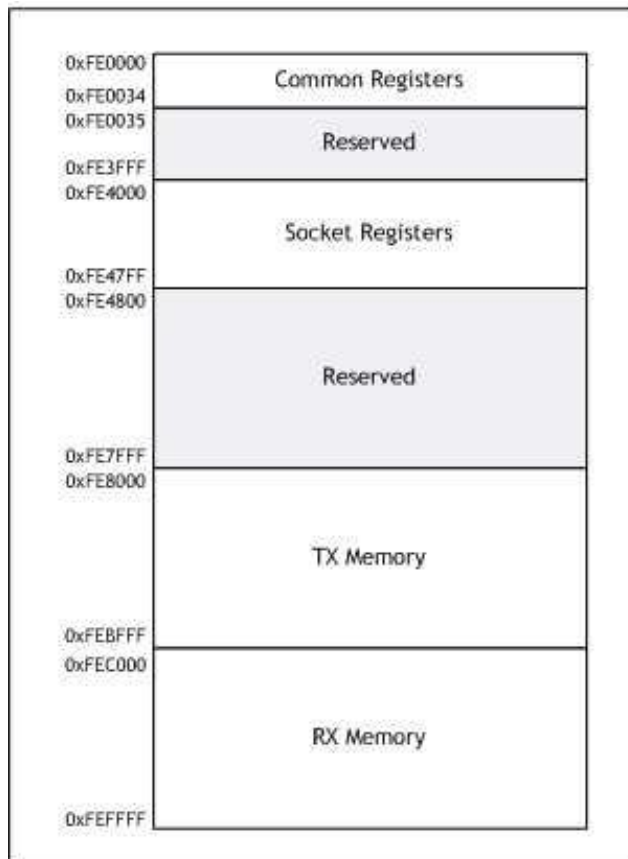 0xFE0000
Common Registers
0xFE0034
0xFE0035
Reserved
0xFE3FFF
0xFE4000
Socket Registers
0xFE47FF
0xFE4800
Reserved
0xFE7FFF
0xFE8000
TX Memory
0xFEBFFF
0xFEC000
RX Memory
0xFEFFFF